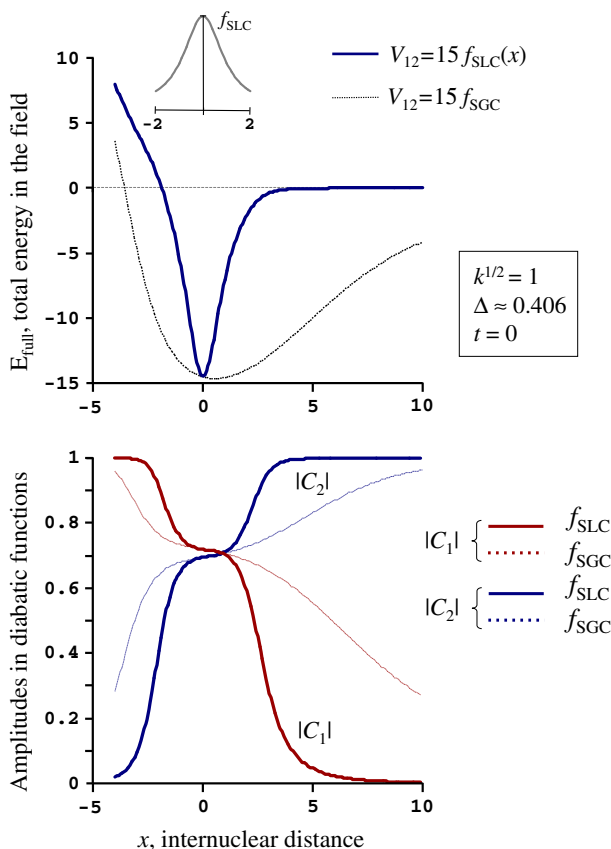 f_SLC
-2 2
V_12=15 f_SLC(x)
V_12=15 f_SGC
E_full, total energy in the field
10
5
0
-5
-10
-15
-5 0 5 10
k^1/2 = 1
Δ ≈ 0.406
t = 0
Amplitudes in diabatic functions
1
0.8
0.6
0.4
0.2
0
|C_2|
|C_1|
|C_1| { f_SLC
f_SGC
|C_2| { f_SLC
f_SGC
-5 0 5 10
x, internuclear distance